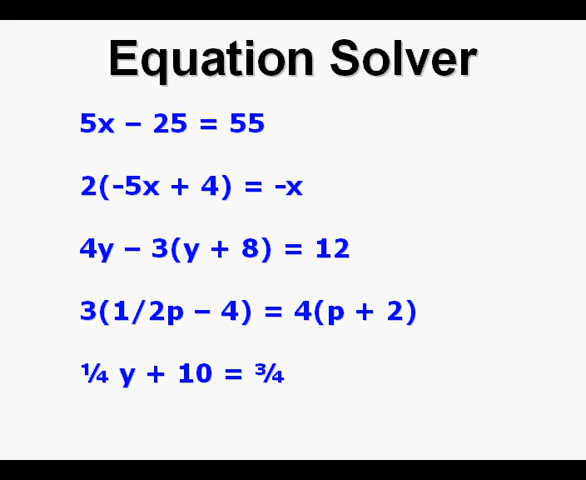 Equation Solver
5x – 25 = 55
2(-5x + 4) = -x
4y – 3(y + 8) = 12
3(1/2p – 4) = 4(p + 2)
¼ y + 10 = ¾